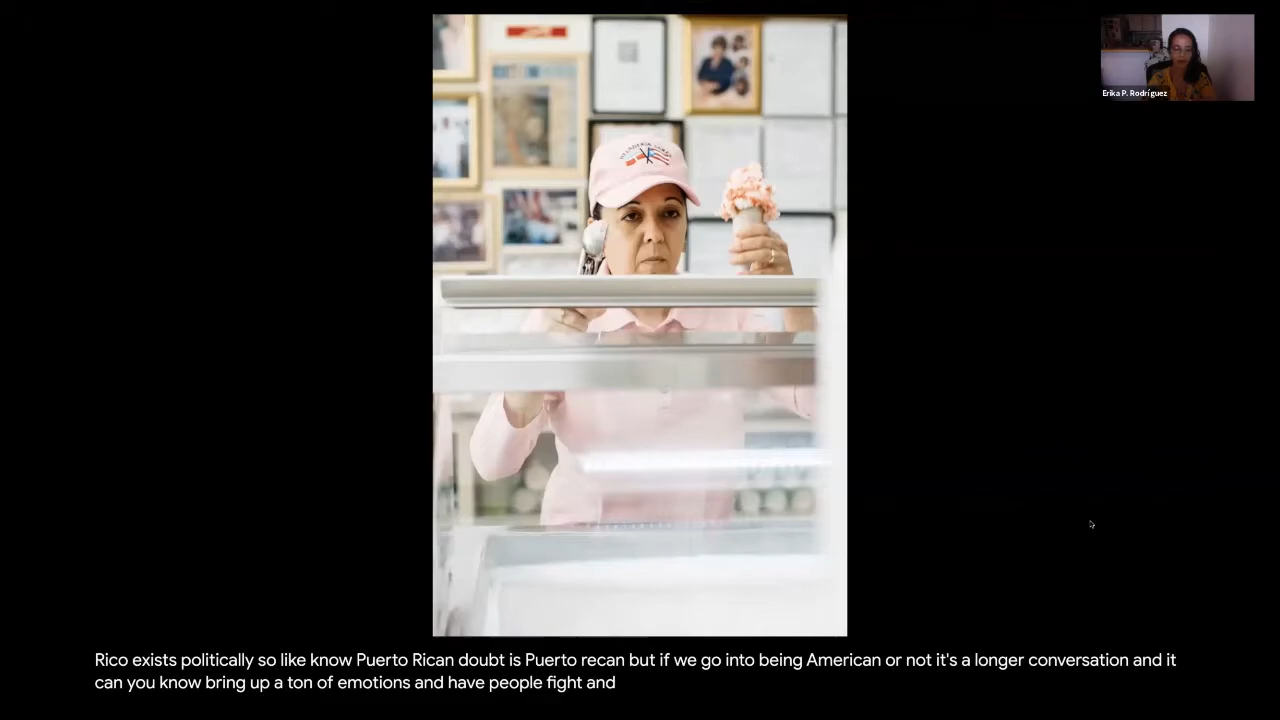 Erika P. Rodríguez
Rico exists politically so like know Puerto Rican doubt is Puerto recan but if we go into being American or not it's a longer conversation and it
can you know bring up a ton of emotions and have people fight and